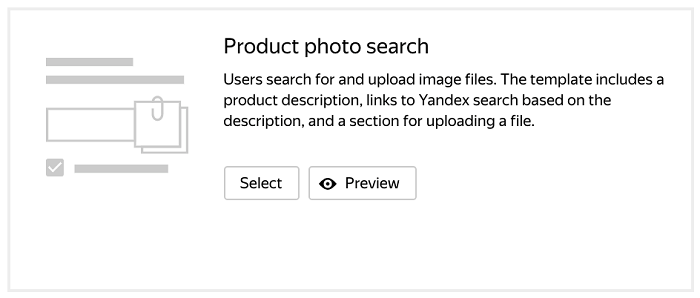 Product photo search
Users search for and upload image files. The template includes a
product description, links to Yandex search based on the
description, and a section for uploading a file.
Select
Preview